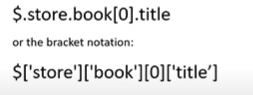 $.store.book[0].title
or the bracket notation:
$['store']['book'][0]['title']